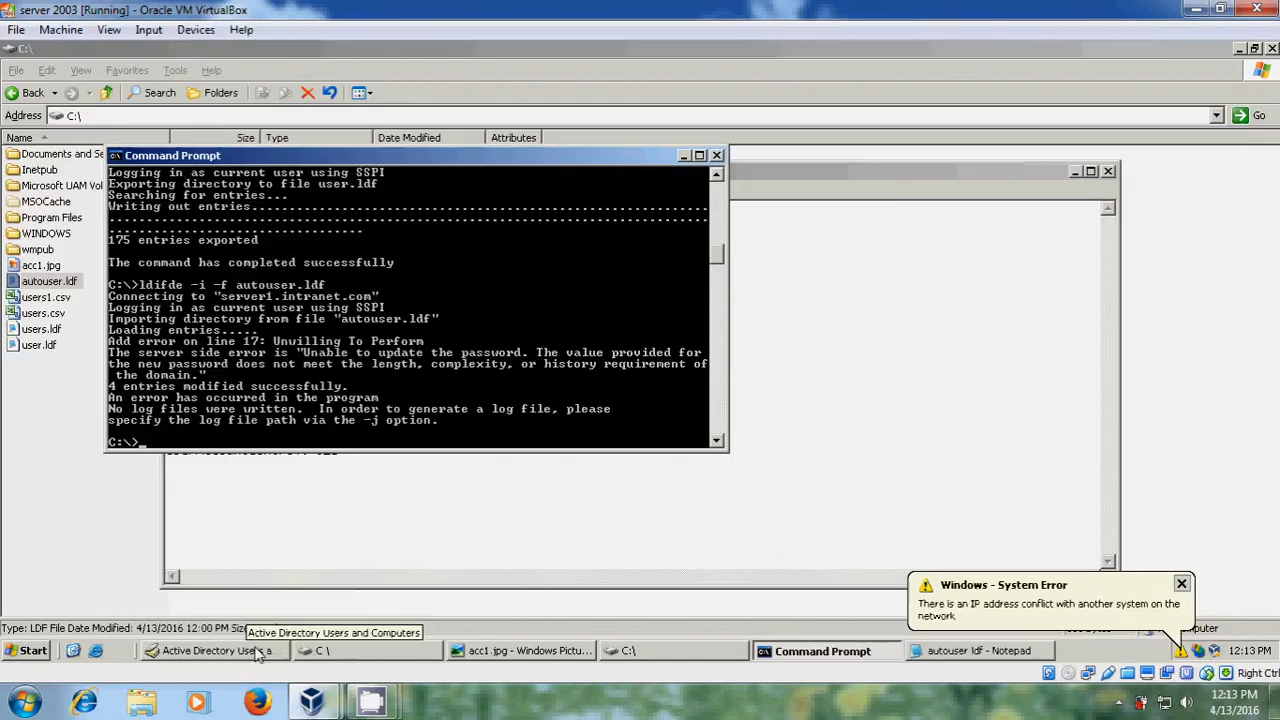 server 2003 [Running] - Oracle VM VirtualBox
File Machine View Input Devices Help
C:\
File Edit View Favorites Tools Help
Back Search Folders
Address C:\ Go
Name Size Type Date Modified Attributes
Documents and Se
Inetpub
Microsoft UAM Vol
MSOCache
Program Files
WINDOWS
wmpub
acc1.jpg
autouser.ldf
users1.csv
users.csv
users.ldf
user.ldf
Command Prompt
Logging in as current user using SSPI
Exporting directory to file user.ldf
Searching for entries...
Writing out entries.............................................................
................................................................................
..................................
175 entries exported
The command has completed successfully
C:\>ldifde -i -f autouser.ldf
Connecting to "server1.intranet.com"
Logging in as current user using SSPI
Importing directory from file "autouser.ldf"
Loading entries.....
Add error on line 17: Unwilling To Perform
The server side error is "Unable to update the password. The value provided for
the new password does not meet the length, complexity, or history requirement of
the domain."
4 entries modified successfully.
An error has occurred in the program
No log files were written. In order to generate a log file, please
specify the log file path via the -j option.
C:\>_
Windows - System Error
There is an IP address conflict with another system on the
network
Type: LDF File Date Modified: 4/13/2016 12:00 PM Size
Active Directory Users and Computers
Start Active Directory Users a... C:\ acc1.jpg - Windows Pictu... C:\ Command Prompt autouser.ldf - Notepad 12:13 PM
Right Ctrl
12:13 PM
4/13/2016